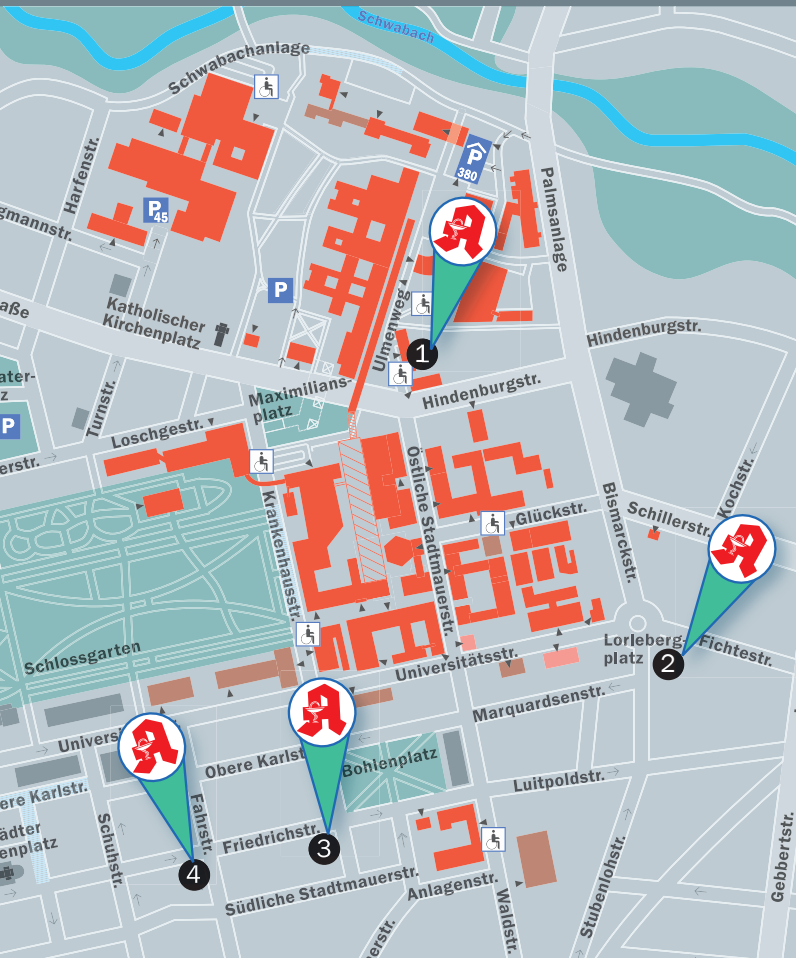 Schwabach
Schwabachanlage
Harfenstr.
P
380
P
45
Palmsanlage
gmannstr.
P
Katholischer
Kirchenplatz
Ulmenweg
aße
1
Hindenburgstr.
ater-
z
P
Turnstr.
Maximilians-
platz
Hindenburgstr.
Loschgestr.
erstr.
Östliche Stadtmauerstr.
Krankenhausstr.
Glückstr.
Bismarckstr.
Schillerstr.
Kochstr.
Schlossgarten
Universitätsstr.
Lorleberg-
platz
2
Fichtestr.
Marquardsenstr.
Univers
Obere Karlst
Bohlenplatz
Luitpoldstr.
ere Karlstr.
Fahrstr.
Schuhstr.
Friedrichstr.
3
4
ädter
enplatz
Südliche Stadtmauerstr.
Anlagenstr.
Waldstr.
Stubenlohstr.
Gebbertstr.
nerstr.